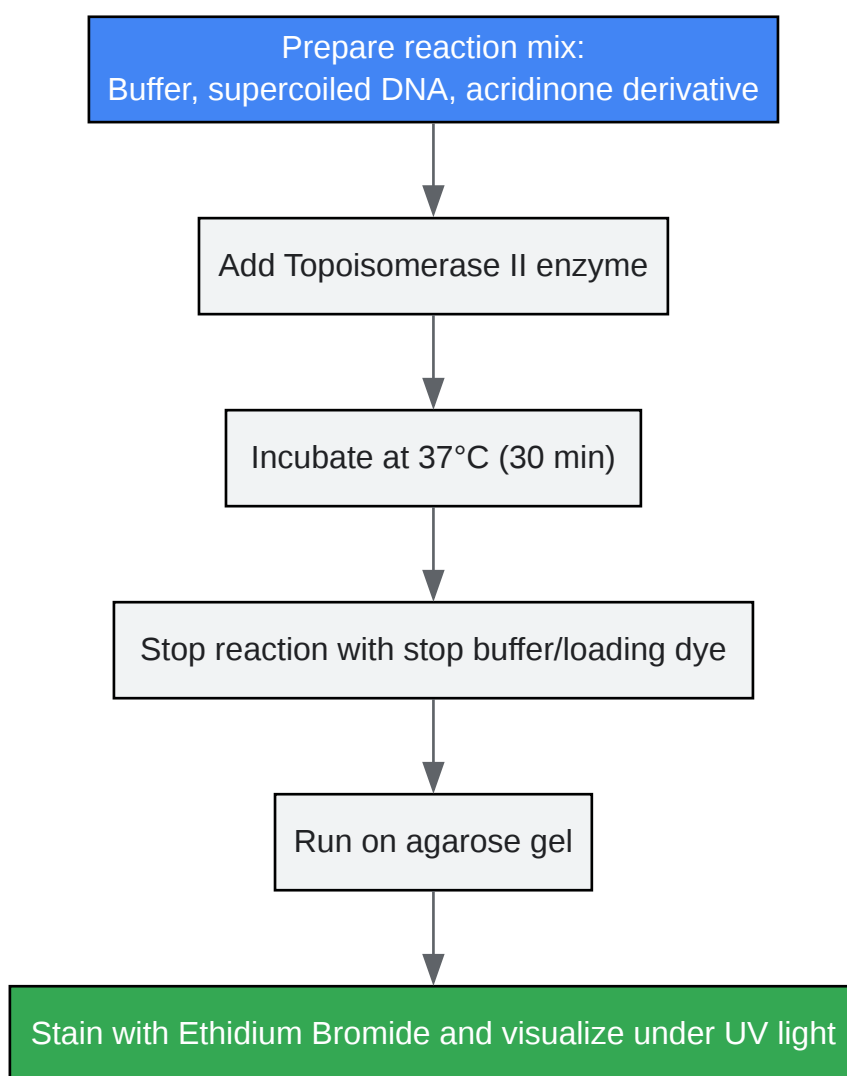 Prepare reaction mix:
Buffer, supercoiled DNA, acridinone derivative
Add Topoisomerase II enzyme
Incubate at 37°C (30 min)
Stop reaction with stop buffer/loading dye
Run on agarose gel
Stain with Ethidium Bromide and visualize under UV light